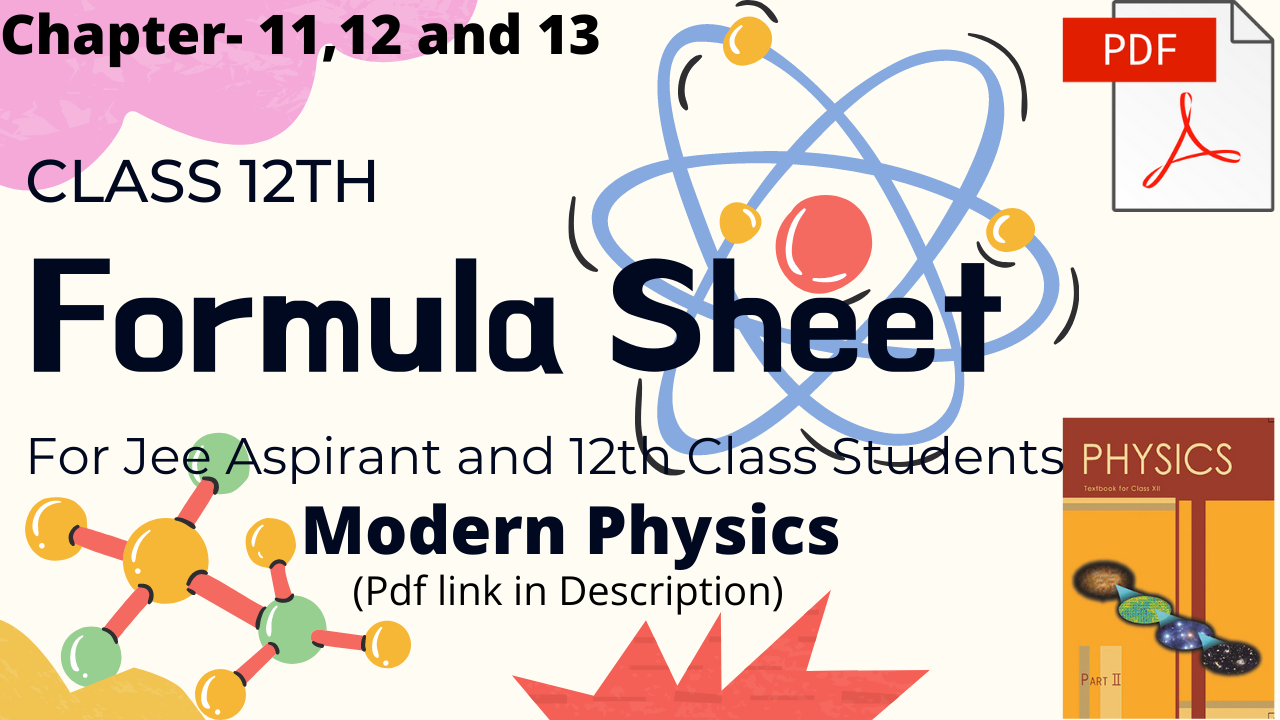 Chapter- 11,12 and 13
PDF
CLASS 12TH
Formula Sheet
For Jee Aspirant and 12th Class Students
PHYSICS
Textbook for Class XII
Modern Physics
(Pdf link in Description)
PART II